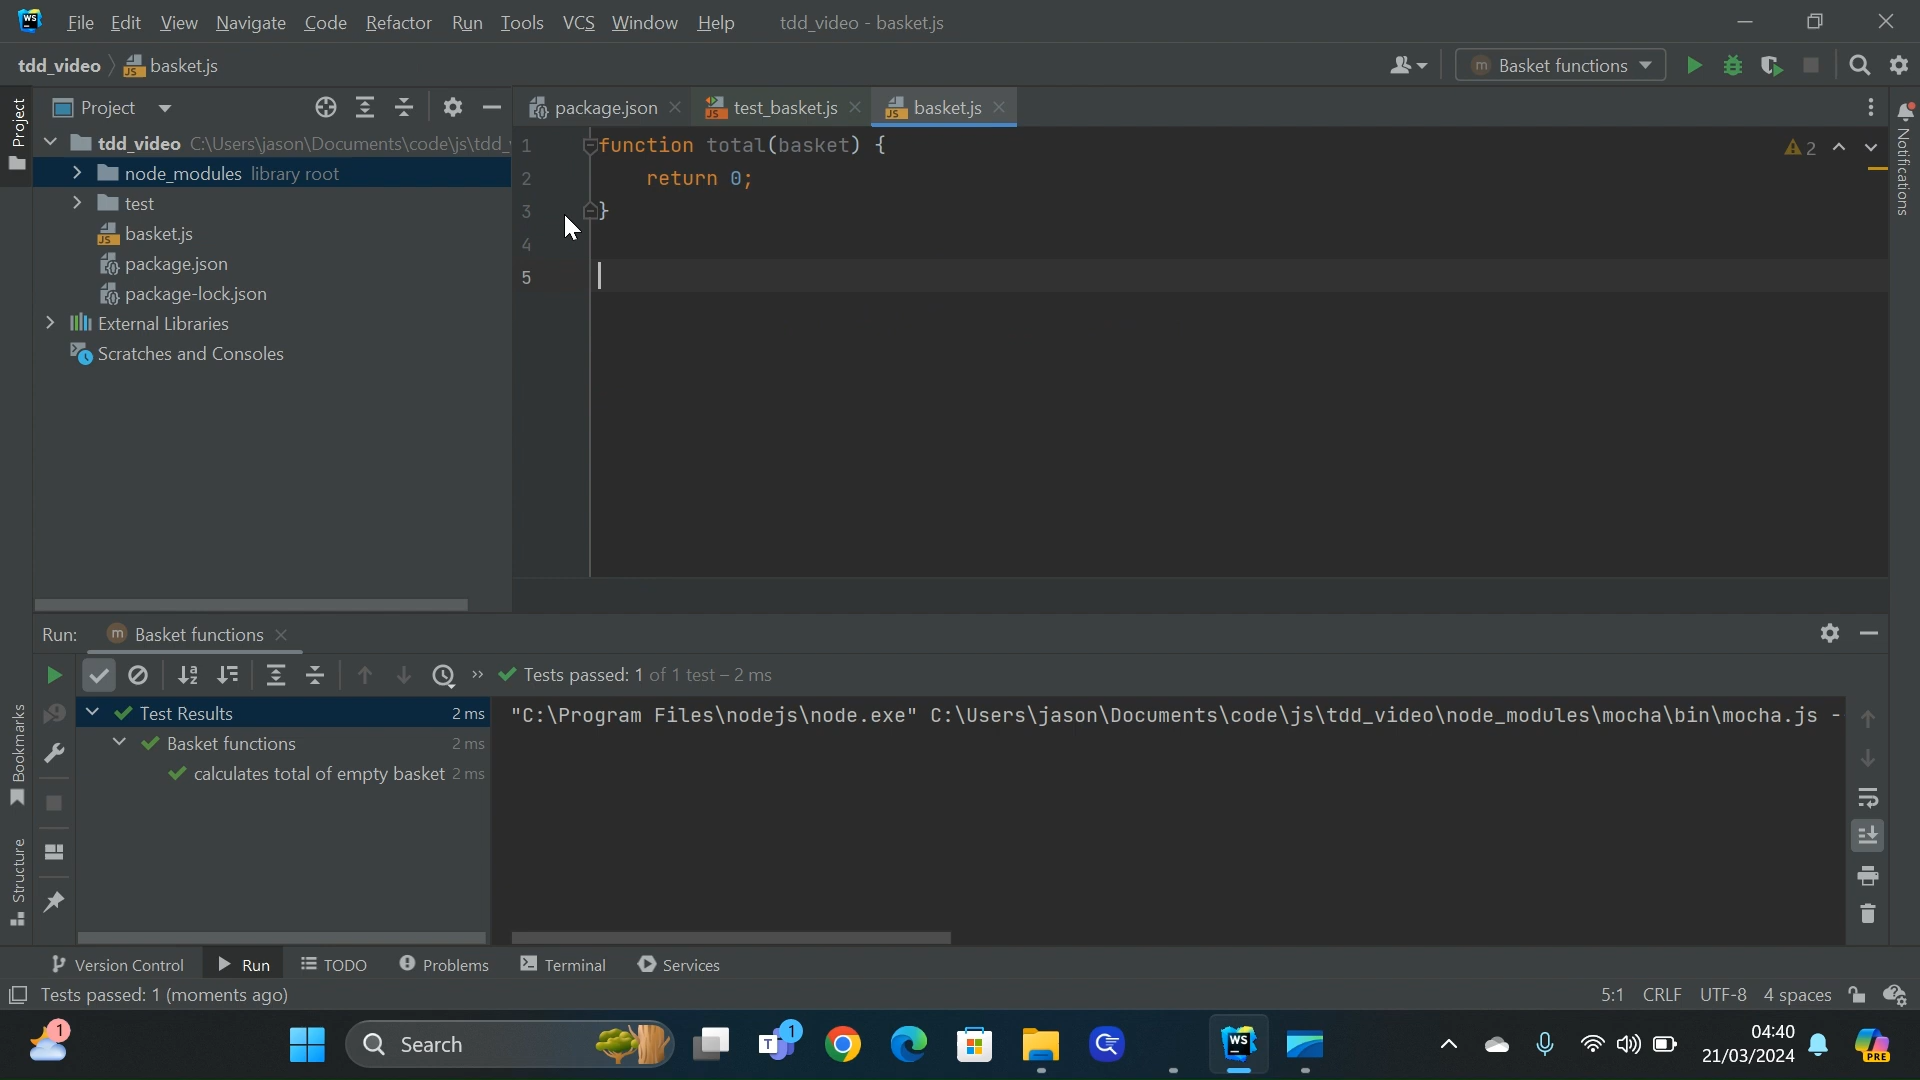 File Edit View Navigate Code Refactor Run Tools VCS Window Help tdd_video - basket.js
tdd_video basket.js Basket functions
Project package.json test_basket.js basket.js
Project
tdd_video C:\Users\jason\Documents\code\js\tdd_
node_modules library root
test
basket.js
package.json
package-lock.json
External Libraries
Scratches and Consoles
1 function total(basket) {
2 return 0;
3 }
4
5
2
Notifications
Run: Basket functions
Tests passed: 1 of 1 test – 2 ms
Test Results 2 ms
Basket functions 2 ms
calculates total of empty basket 2 ms
"C:\Program Files\nodejs\node.exe" C:\Users\jason\Documents\code\js\tdd_video\node_modules\mocha\bin\mocha.js -
Bookmarks
Structure
Version Control Run TODO Problems Terminal Services
Tests passed: 1 (moments ago) 5:1 CRLF UTF-8 4 spaces
1 Search 1 04:40
21/03/2024
PRE